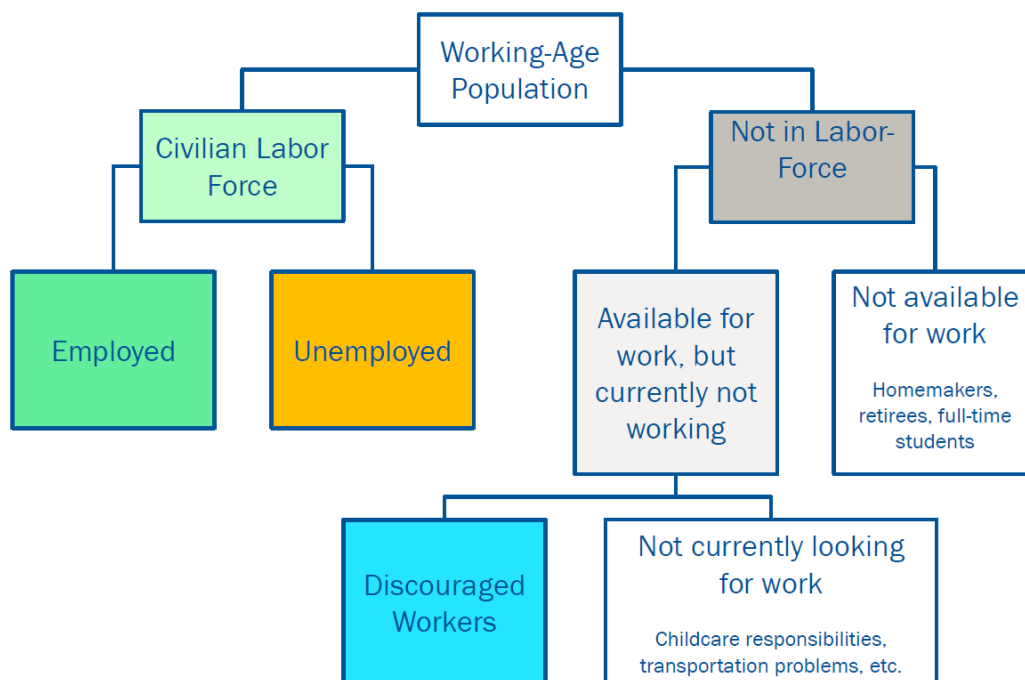 Working-Age
Population
Civilian Labor
Force
Not in Labor-
Force
Employed
Unemployed
Available for
work, but
currently not
working
Not available
for work
Homemakers,
retirees, full-time
students
Discouraged
Workers
Not currently looking
for work
Childcare responsibilities,
transportation problems, etc.